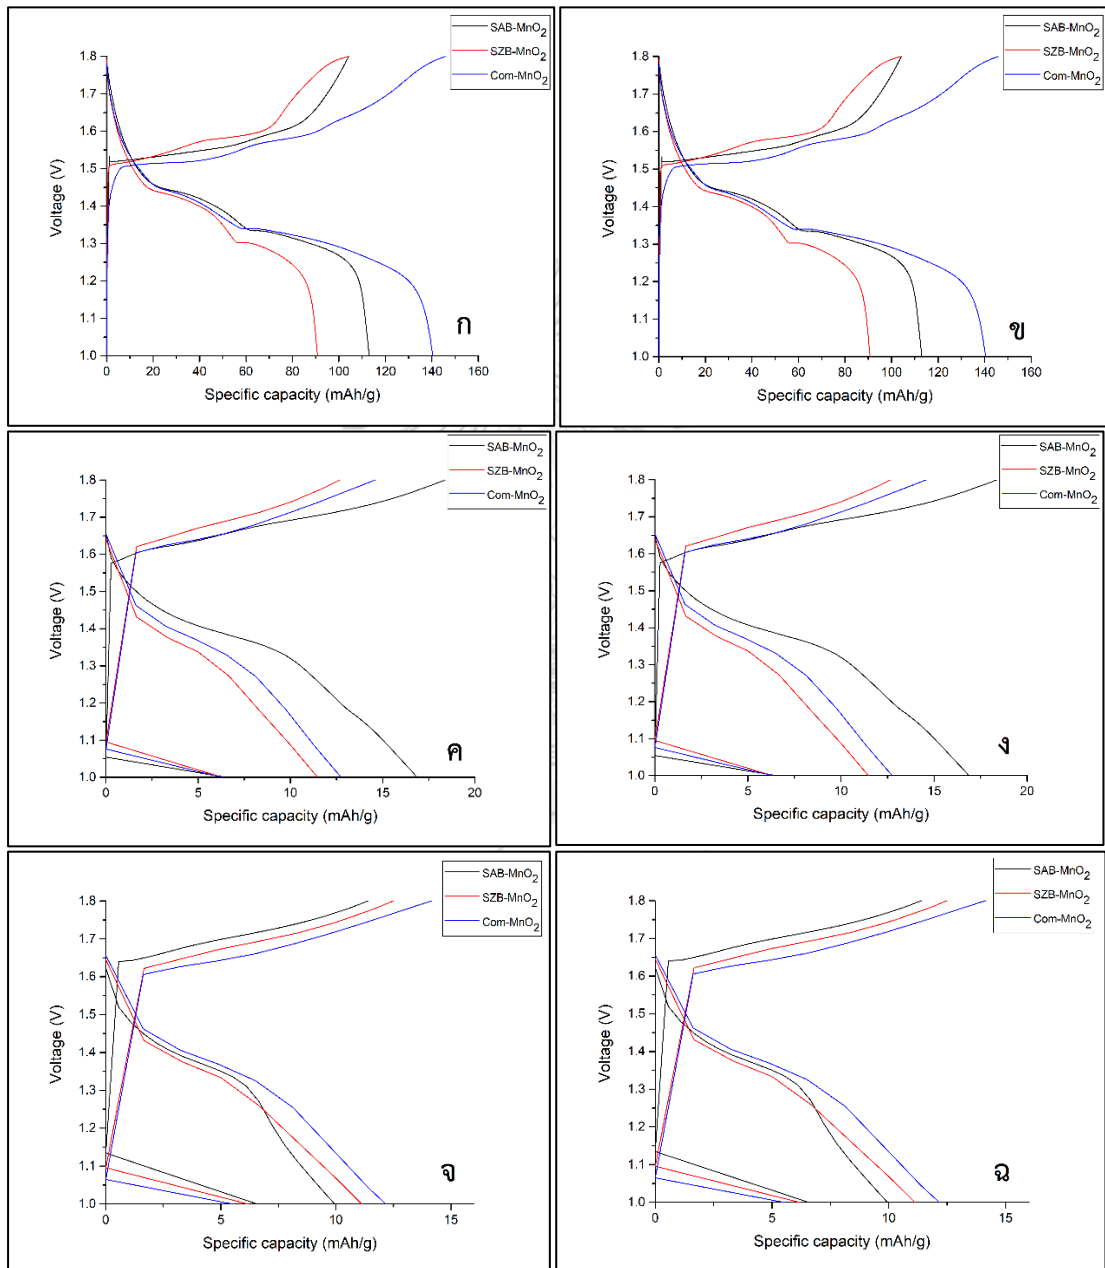 SAB-MnO2
SZB-MnO2
Com-MnO2
1.8
1.7
1.6
1.5
1.4
1.3
1.2
1.1
1.0
Voltage (V)
ก
0 20 40 60 80 100 120 140 160
Specific capacity (mAh/g)
SAB-MnO2
SZB-MnO2
Com-MnO2
1.8
1.7
1.6
1.5
1.4
1.3
1.2
1.1
1.0
Voltage (V)
ข
0 20 40 60 80 100 120 140 160
Specific capacity (mAh/g)
SAB-MnO2
SZB-MnO2
Com-MnO2
1.8
1.7
1.6
1.5
1.4
1.3
1.2
1.1
1.0
Voltage (V)
ค
0 5 10 15 20
Specific capacity (mAh/g)
SAB-MnO2
SZB-MnO2
Com-MnO2
1.8
1.7
1.6
1.5
1.4
1.3
1.2
1.1
1.0
Voltage (V)
ง
0 5 10 15 20
Specific capacity (mAh/g)
SAB-MnO2
SZB-MnO2
Com-MnO2
1.8
1.7
1.6
1.5
1.4
1.3
1.2
1.1
1.0
Voltage (V)
จ
0 5 10 15
Specific capacity (mAh/g)
SAB-MnO2
SZB-MnO2
Com-MnO2
1.8
1.7
1.6
1.5
1.4
1.3
1.2
1.1
1.0
Voltage (V)
ฉ
0 5 10 15
Specific capacity (mAh/g)